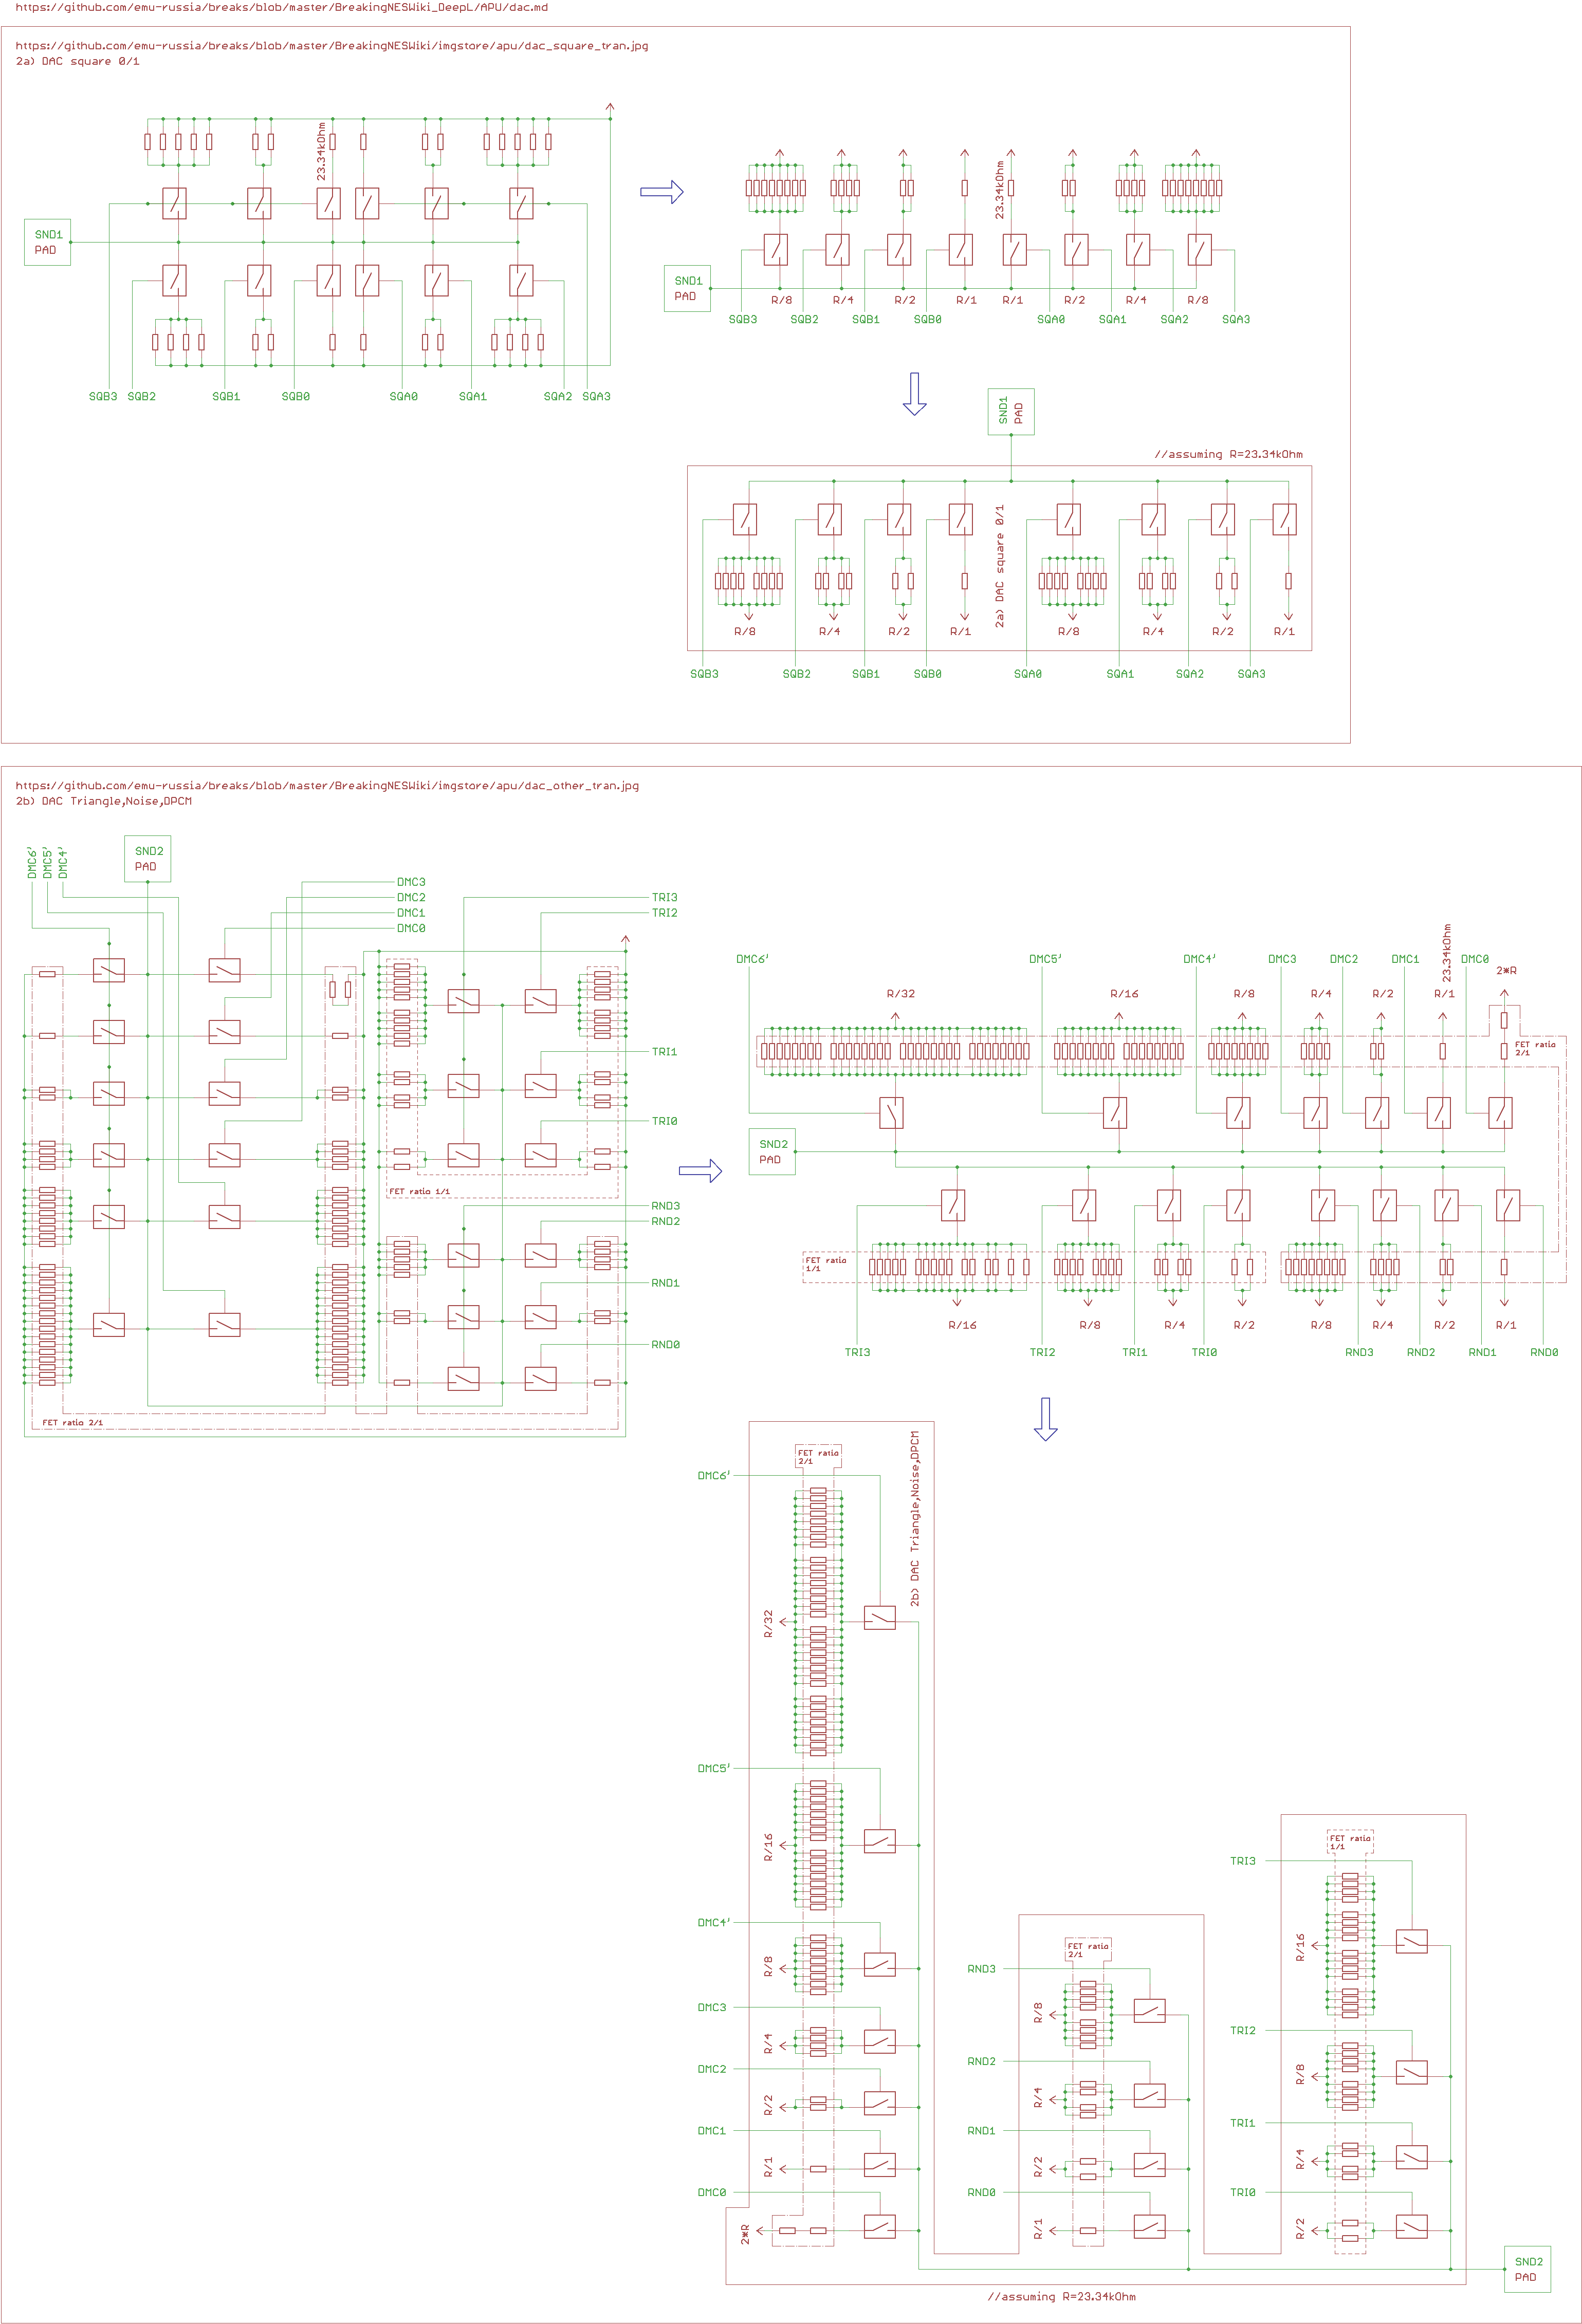 https://github.com/emu-russia/breaks/blob/master/BreakingNESWiki_DeepL/APU/dac.md
https://github.com/emu-russia/breaks/blob/master/BreakingNESWiki/imgstore/apu/dac_square_tran.jpg
2a) DAC square 0/1
23.34kOhm
SND1
PAD
SQB3 SQB2 SQB1 SQB0 SQA0 SQA1 SQA2 SQA3
23.34kOhm
SND1
PAD
R/8 R/4 R/2 R/1 R/1 R/2 R/4 R/8
SQB3 SQB2 SQB1 SQB0 SQA0 SQA1 SQA2 SQA3
SND1
PAD
//assuming R=23.34kOhm
2a) DAC square 0/1
R/8 R/4 R/2 R/1 R/8 R/4 R/2 R/1
SQB3 SQB2 SQB1 SQB0 SQA0 SQA1 SQA2 SQA3
https://github.com/emu-russia/breaks/blob/master/BreakingNESWiki/imgstore/apu/dac_other_tran.jpg
2b) DAC Triangle,Noise,DPCM
DMC6'
DMC5'
DMC4'
SND2
PAD
DMC3
DMC2
DMC1
DMC0
TRI3
TRI2
TRI1
TRI0
FET ratio 1/1
RND3
RND2
RND1
RND0
FET ratio 2/1
DMC6' DMC5' DMC4' DMC3 DMC2 DMC1 DMC0
23.34kOhm
2*R
R/32 R/16 R/8 R/4 R/2 R/1
FET ratio
2/1
SND2
PAD
FET ratio
1/1
R/16 R/8 R/4 R/2 R/8 R/4 R/2 R/1
TRI3 TRI2 TRI1 TRI0 RND3 RND2 RND1 RND0
2b) DAC Triangle,Noise,DPCM
FET ratio
2/1
DMC6'
R/32
DMC5'
R/16
DMC4'
R/8
DMC3
R/4
DMC2
R/2
DMC1
R/1
DMC0
2*R
FET ratio
2/1
RND3
R/8
RND2
R/4
RND1
R/2
RND0
R/1
FET ratio
1/1
TRI3
R/16
TRI2
R/8
TRI1
R/4
TRI0
R/2
SND2
PAD
//assuming R=23.34kOhm